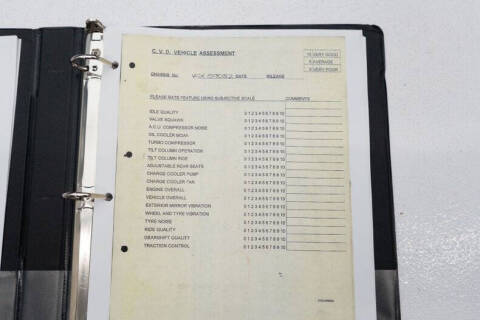 C. V. D. VEHICLE ASSESSMENT
10 VERY GOOD
5 AVERAGE
0 VERY POOR
CHASSIS No: DATE MILEAGE
PLEASE RATE FEATURE USING SUBJECTIVE SCALE COMMENTS
IDLE QUALITY 0 1 2 3 4 5 6 7 8 9 10
VALVE SQUAWK 0 1 2 3 4 5 6 7 8 9 10
A.C.U COMPRESSOR NOISE 0 1 2 3 4 5 6 7 8 9 10
OIL COOLER MOAN 0 1 2 3 4 5 6 7 8 9 10
TURBO COMPRESSOR 0 1 2 3 4 5 6 7 8 9 10
TILT COLUMN OPERATION 0 1 2 3 4 5 6 7 8 9 10
TILT COLUMN RIDE 0 1 2 3 4 5 6 7 8 9 10
ADJUSTABLE REAR SEATS 0 1 2 3 4 5 6 7 8 9 10
CHARGE COOLER PUMP 0 1 2 3 4 5 6 7 8 9 10
CHARGE COOLER FAN 0 1 2 3 4 5 6 7 8 9 10
ENGINE OVERALL 0 1 2 3 4 5 6 7 8 9 10
VEHICLE OVERALL 0 1 2 3 4 5 6 7 8 9 10
EXTERIOR MIRROR VIBRATION 0 1 2 3 4 5 6 7 8 9 10
WHEEL AND TYRE VIBRATION 0 1 2 3 4 5 6 7 8 9 10
TYRE NOISE 0 1 2 3 4 5 6 7 8 9 10
RIDE QUALITY 0 1 2 3 4 5 6 7 8 9 10
GEARSHIFT QUALITY 0 1 2 3 4 5 6 7 8 9 10
TRACTION CONTROL 0 1 2 3 4 5 6 7 8 9 10